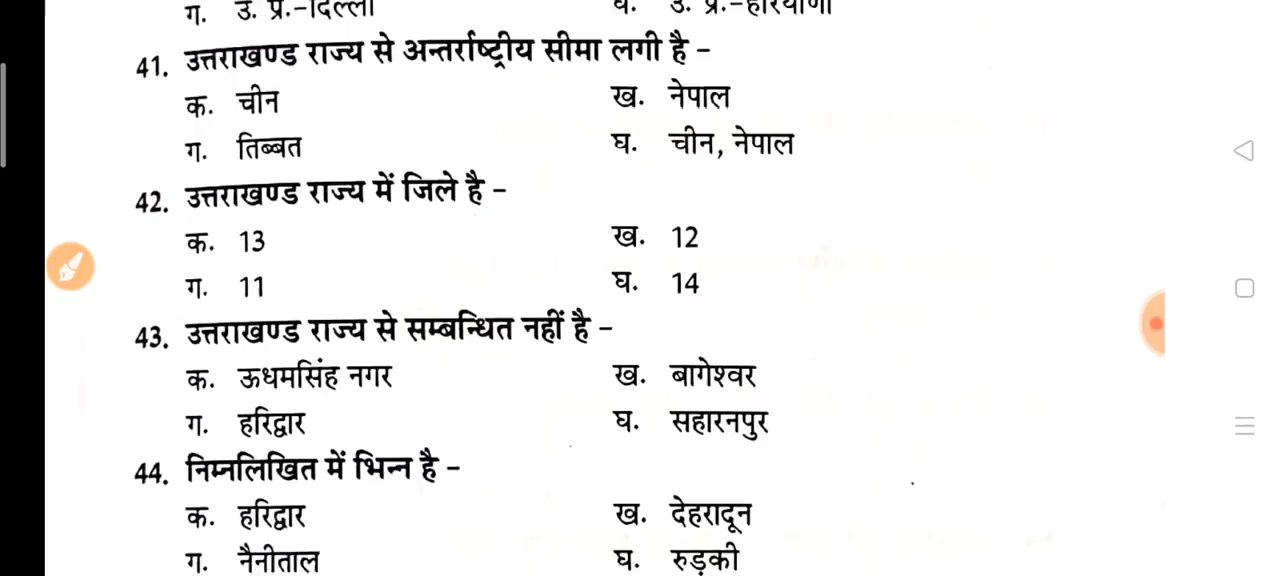 ग. उ. प्र.-दिल्ली घ. उ. प्र.-हरियाणा
41. उत्तराखण्ड राज्य से अन्तर्राष्ट्रीय सीमा लगी है –
क. चीन ख. नेपाल
ग. तिब्बत घ. चीन, नेपाल
42. उत्तराखण्ड राज्य में जिले है –
क. 13 ख. 12
ग. 11 घ. 14
43. उत्तराखण्ड राज्य से सम्बन्धित नहीं है –
क. ऊधमसिंह नगर ख. बागेश्वर
ग. हरिद्वार घ. सहारनपुर
44. निम्नलिखित में भिन्न है –
क. हरिद्वार ख. देहरादून
ग. नैनीताल घ. रुड़की